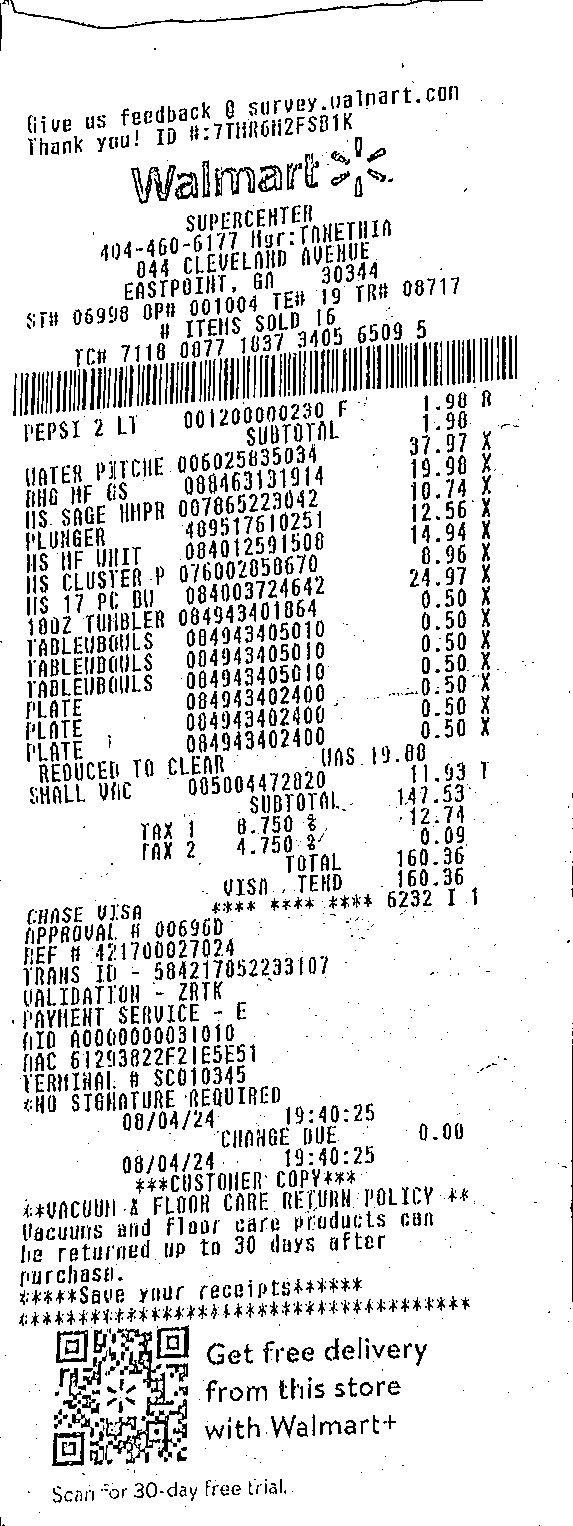 Give us feedback @ survey.walmart.com
Thank you! ID #:7THR6H2FSB1K
Walmart
SUPERCENTER
404-460-6177 Mgr:TANETHIA
844 CLEVELAND AVENUE
EASTPOINT, GA 30344
ST# 06998 OP# 001004 TE# 19 TR# 08717
# ITEMS SOLD 16
TC# 7118 0877 1837 3405 6509 5
PEPSI 2 LT 001200000230 F 1.98 R
SUBTOTAL 1.98
WATER PITCHE 006025835034 37.97 X
BHG MF GS 088463131914 19.98 X
MS SAGE HMPR 007865223042 10.74 X
PLUNGER 489517610251 12.56 X
MS MF WHIT 084012591508 14.94 X
MS CLUSTER P 076002858670 8.96 X
MS 17 PC BU 084003724642 24.97 X
18OZ TUMBLER 084943401864 0.50 X
TABLEWBOWLS 084943405010 0.50 X
TABLEWBOWLS 084943405010 0.50 X
TABLEWBOWLS 084943405010 0.50 X
PLATE 084943402400 0.50 X
PLATE 084943402400 0.50 X
PLATE 084943402400 0.50 X
REDUCED TO CLEAR WAS 19.88
SMALL VAC 085004472820 11.93 T
SUBTOTAL 147.53
TAX 1 8.750 % 12.74
TAX 2 4.750 % 0.09
TOTAL 160.36
VISA TEND 160.36
CHASE VISA **** **** **** 6232 I 1
APPROVAL # 00696D
REF # 421700027024
TRANS ID - 584217852233107
VALIDATION - ZRTK
PAYMENT SERVICE - E
AID A0000000031010
AAC 61293822F21E5E51
TERMINAL # SC010345
*NO SIGNATURE REQUIRED
08/04/24 19:40:25
CHANGE DUE 0.00
08/04/24 19:40:25
***CUSTOMER COPY***
**VACUUM & FLOOR CARE RETURN POLICY **
Vacuums and floor care products can
be returned up to 30 days after
purchase.
*****Save your receipts******
**************************************
Get free delivery
from this store
with Walmart+
Scan for 30-day free trial.